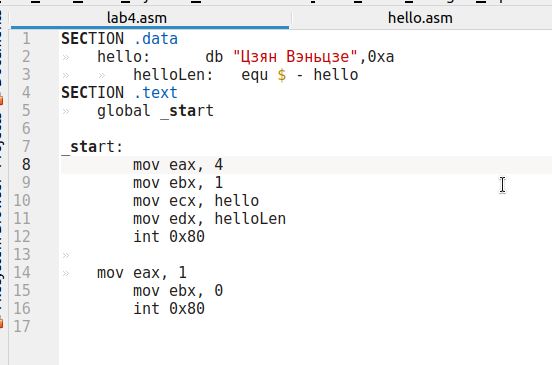 lab4.asm hello.asm
1 SECTION .data
2 » hello: db "Цзян Вэньцзе",0xa
3 » » helloLen: equ $ - hello
4 SECTION .text
5 » global _start
6
7 _start:
8 mov eax, 4
9 mov ebx, 1
10 mov ecx, hello
11 mov edx, helloLen
12 int 0x80
13 »
14 » mov eax, 1
15 mov ebx, 0
16 int 0x80
17